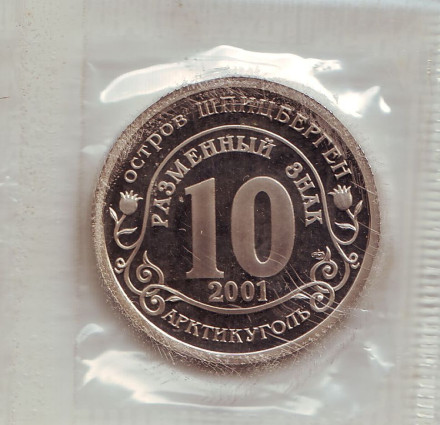 ОСТРОВ ШПИЦБЕРГЕН
РАЗМЕННЫЙ ЗНАК
10
2001
АРКТИКУГОЛЬ